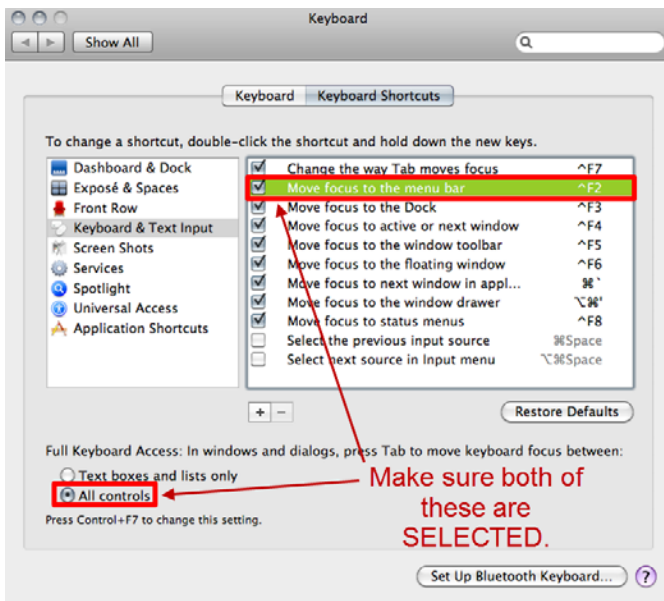 Keyboard
Show All
Keyboard Keyboard Shortcuts
To change a shortcut, double-click the shortcut and hold down the new keys.
Dashboard & Dock
Exposé & Spaces
Front Row
Keyboard & Text Input
Screen Shots
Services
Spotlight
Universal Access
Application Shortcuts
Change the way Tab moves focus ^F7
Move focus to the menu bar ^F2
Move focus to the Dock ^F3
Move focus to active or next window ^F4
Move focus to the window toolbar ^F5
Move focus to the floating window ^F6
Move focus to next window in appl... ⌘`
Move focus to the window drawer ⌥⌘'
Move focus to status menus ^F8
Select the previous input source ⌘Space
Select next source in Input menu ⌥⌘Space
+ −
Restore Defaults
Full Keyboard Access: In windows and dialogs, press Tab to move keyboard focus between:
Text boxes and lists only
All controls
Press Control+F7 to change this setting.
Make sure both of
these are
SELECTED.
Set Up Bluetooth Keyboard... ?